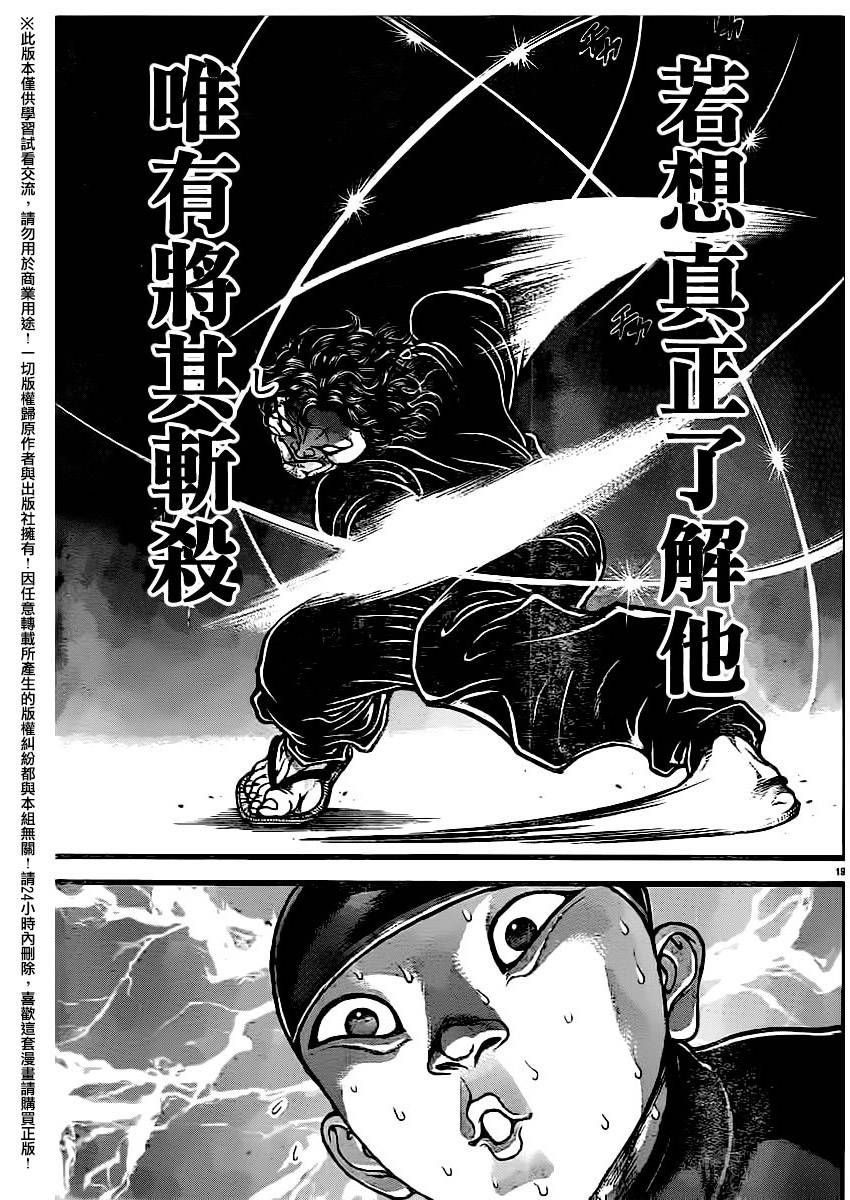 若想真正了解他
唯有將其斬殺
し
19
※此版本僅供學習試看交流，請勿用於商業用途！一切版權歸原作者與出版社擁有！因任意轉載所產生的版權糾紛都與本組無關！請24小時內刪除，喜歡這套漫畫請購買正版！